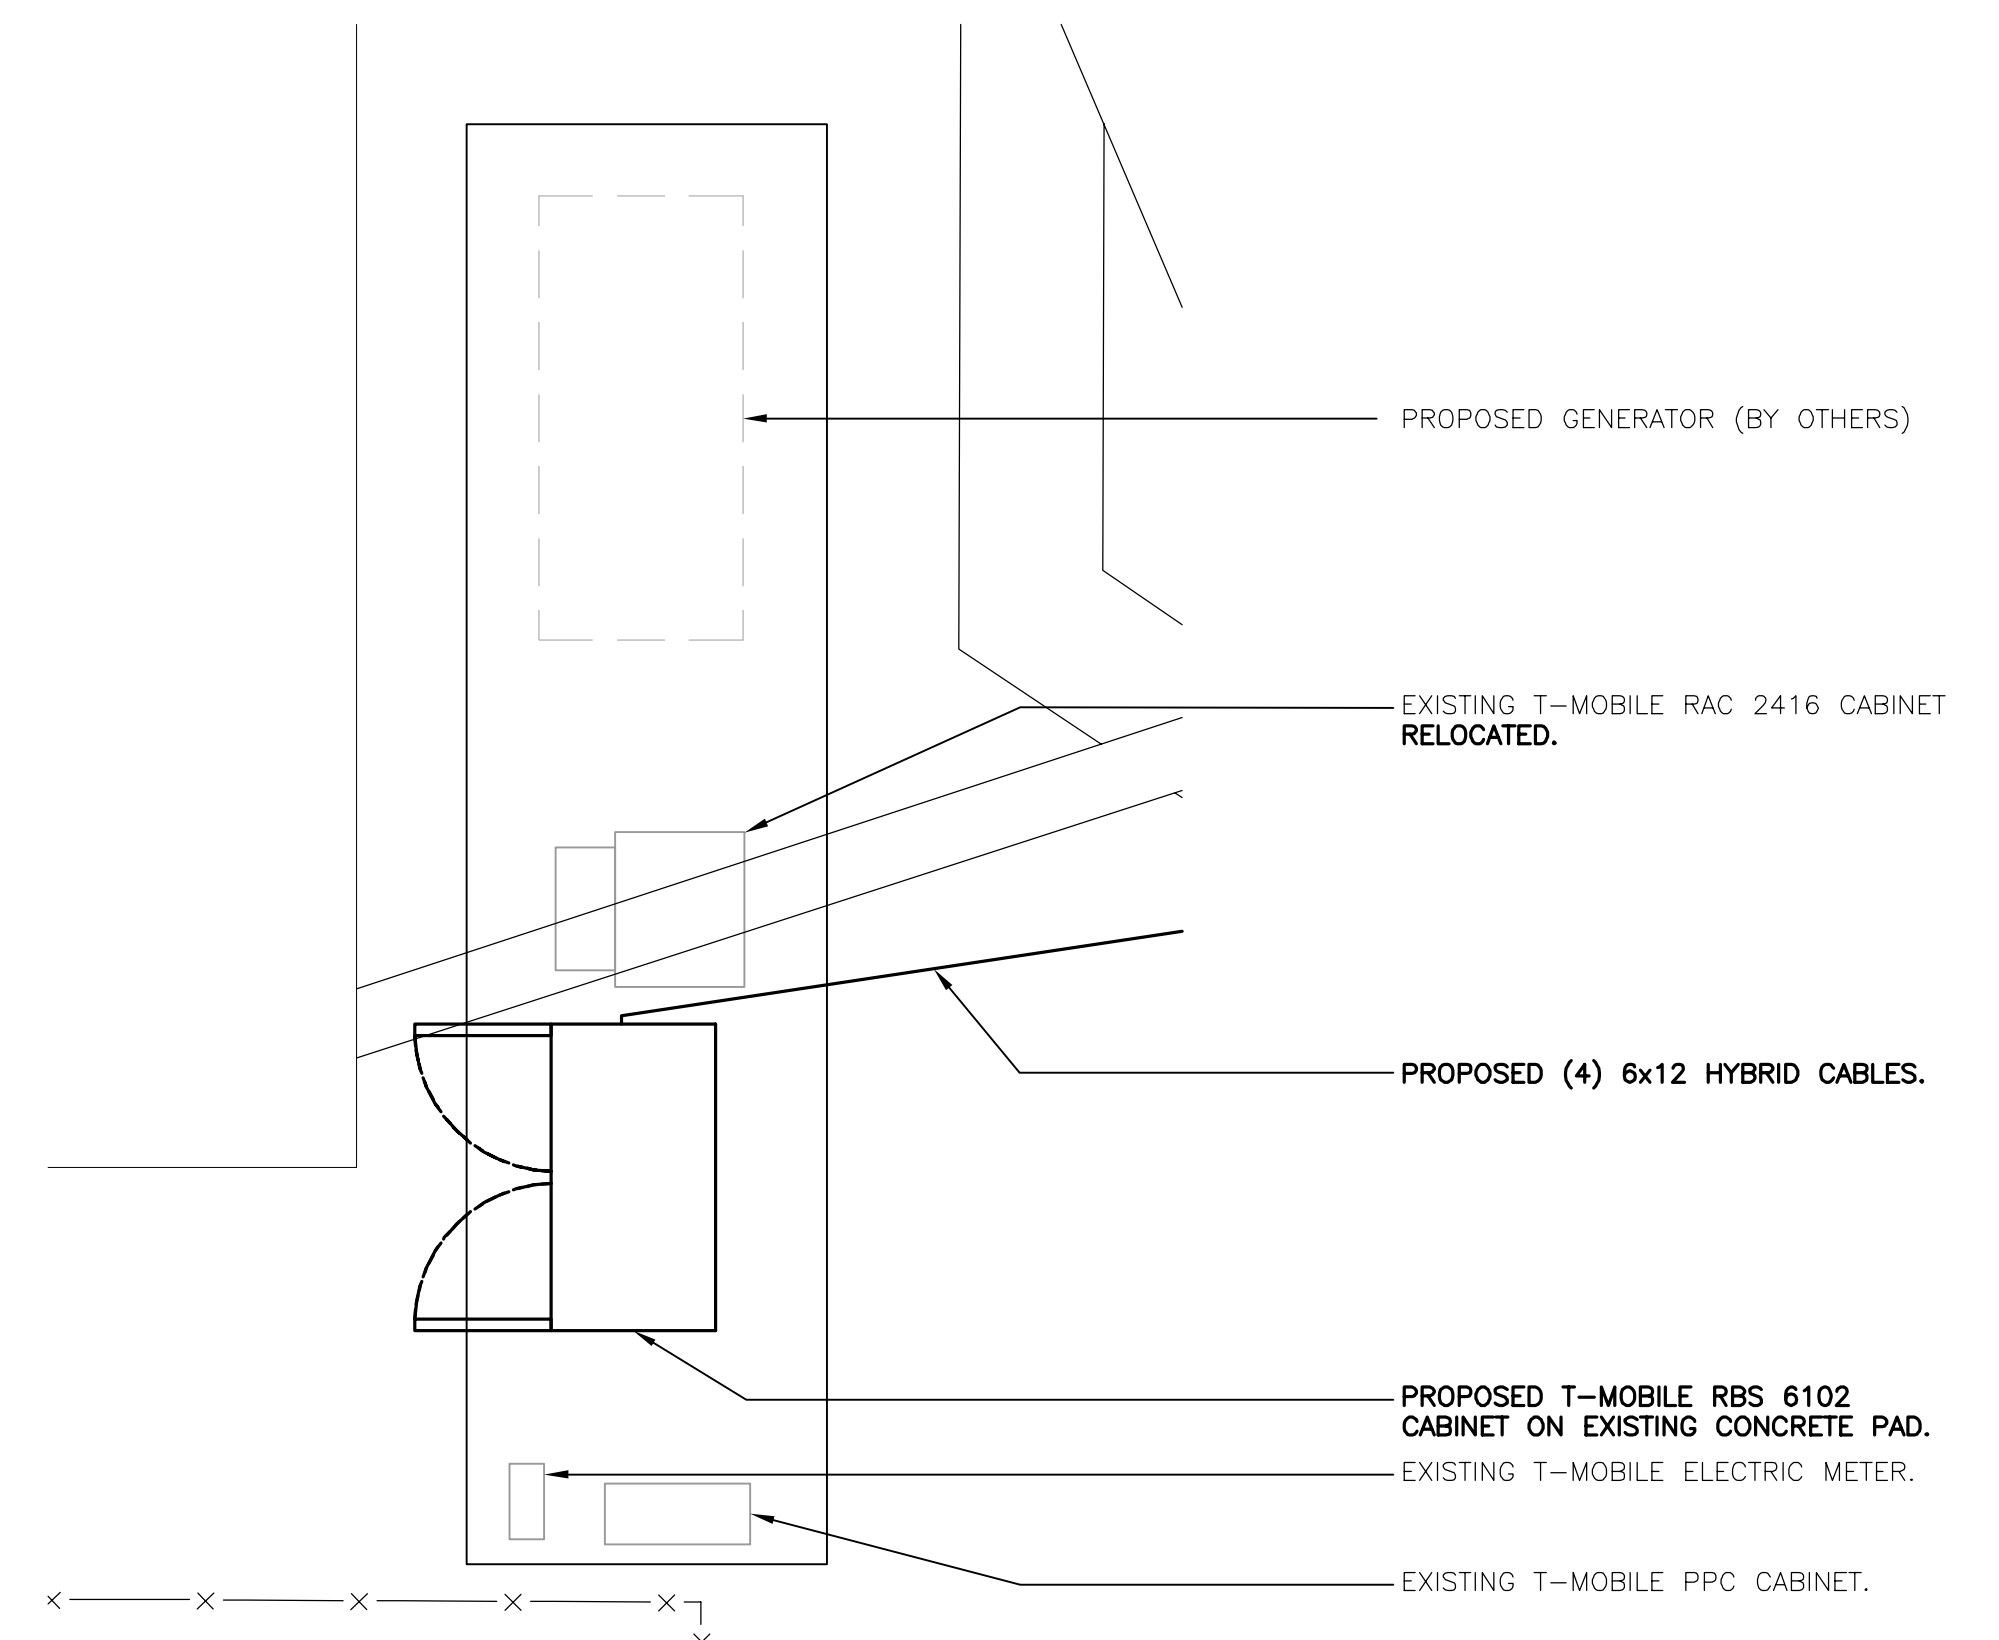 PROPOSED GENERATOR (BY OTHERS)
EXISTING T-MOBILE RAC 2416 CABINET
RELOCATED.
PROPOSED (4) 6x12 HYBRID CABLES.
PROPOSED T-MOBILE RBS 6102
CABINET ON EXISTING CONCRETE PAD.
EXISTING T-MOBILE ELECTRIC METER.
EXISTING T-MOBILE PPC CABINET.